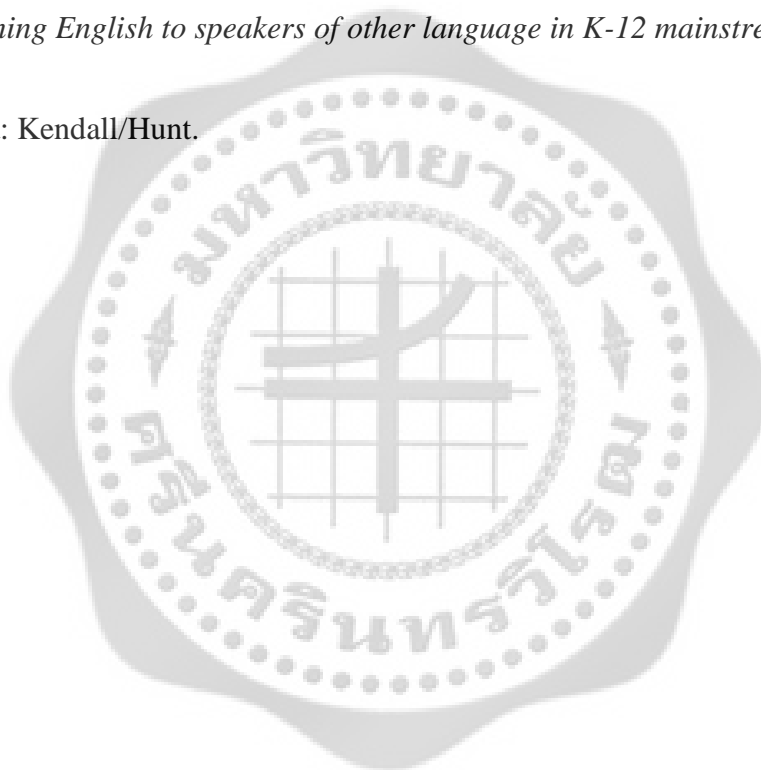 ning English to speakers of other language in K-12 mainstre
: Kendall/Hunt.
มหาวิทยาลัย
ศรีนครินทรวิโรฒ